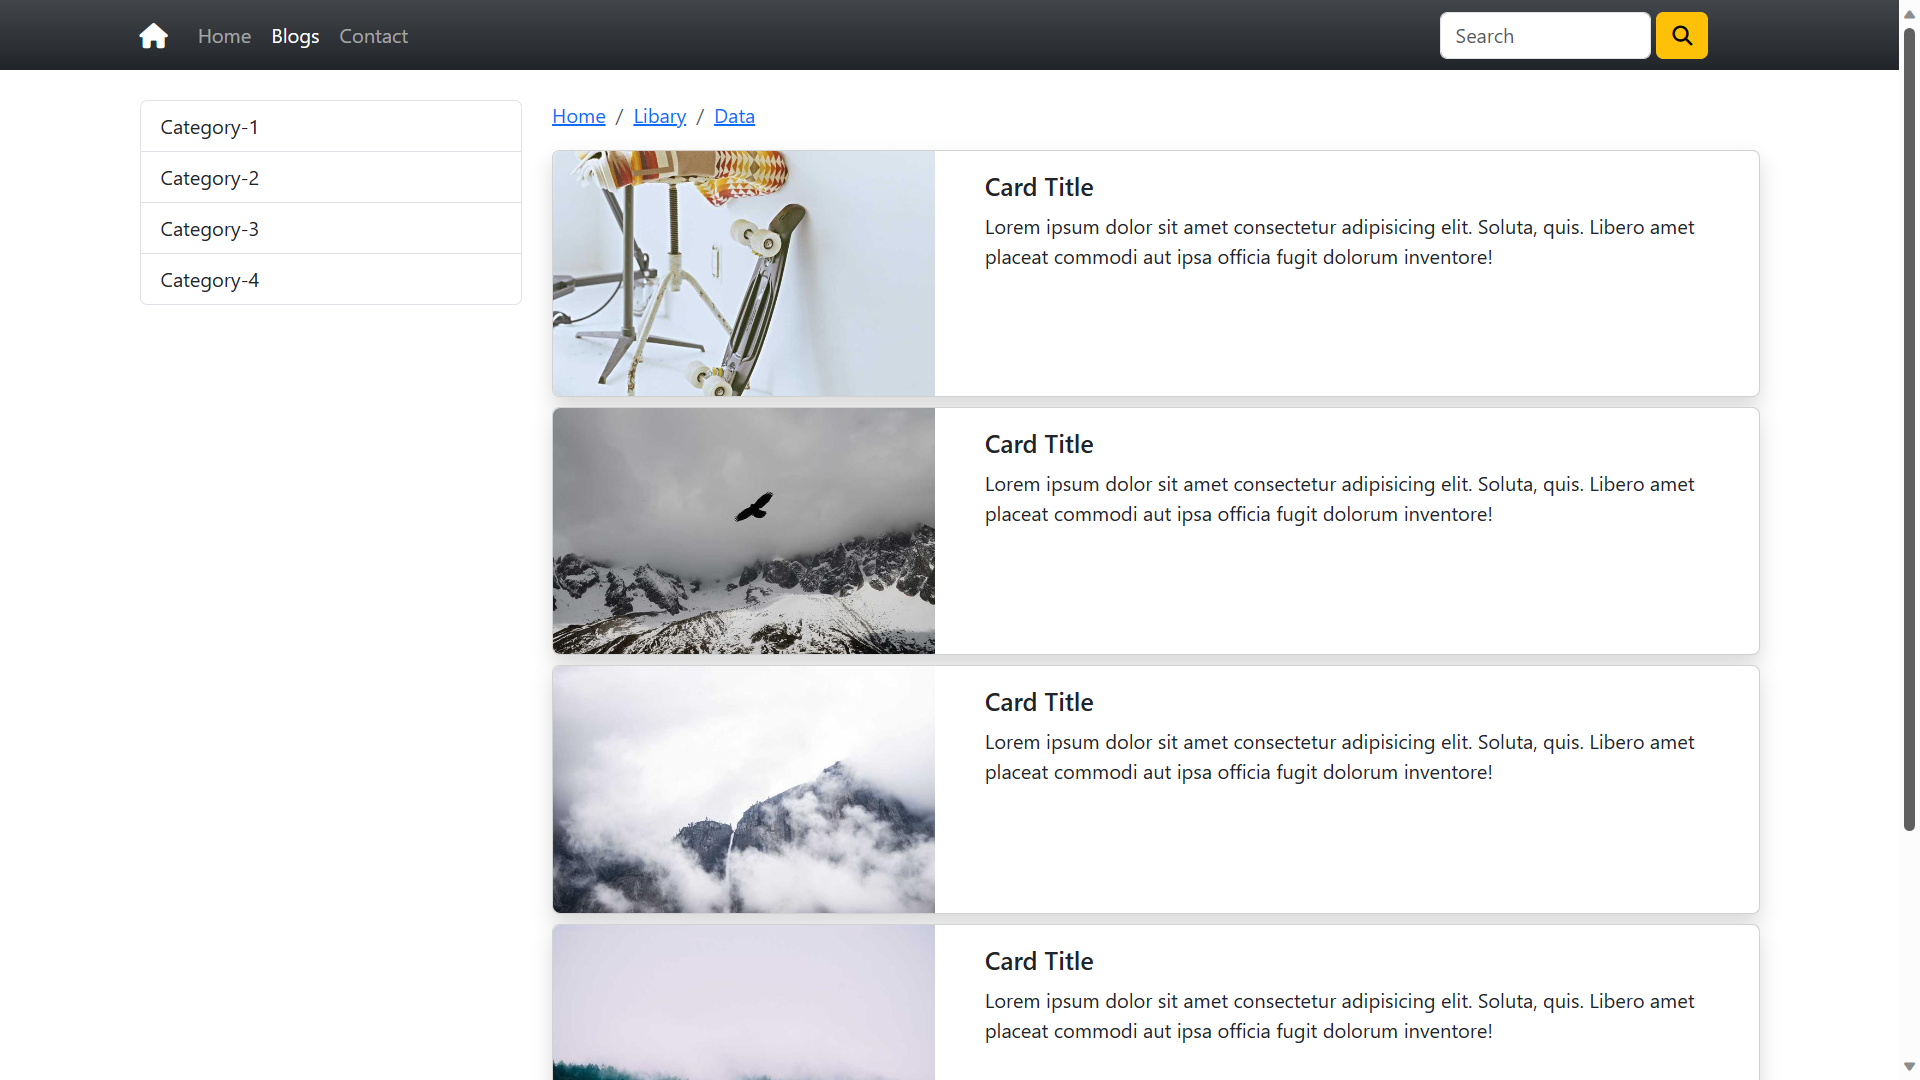 Home Blogs Contact Search
Category-1
Category-2
Category-3
Category-4
Home / Libary / Data
Card Title
Lorem ipsum dolor sit amet consectetur adipisicing elit. Soluta, quis. Libero amet
placeat commodi aut ipsa officia fugit dolorum inventore!
Card Title
Lorem ipsum dolor sit amet consectetur adipisicing elit. Soluta, quis. Libero amet
placeat commodi aut ipsa officia fugit dolorum inventore!
Card Title
Lorem ipsum dolor sit amet consectetur adipisicing elit. Soluta, quis. Libero amet
placeat commodi aut ipsa officia fugit dolorum inventore!
Card Title
Lorem ipsum dolor sit amet consectetur adipisicing elit. Soluta, quis. Libero amet
placeat commodi aut ipsa officia fugit dolorum inventore!